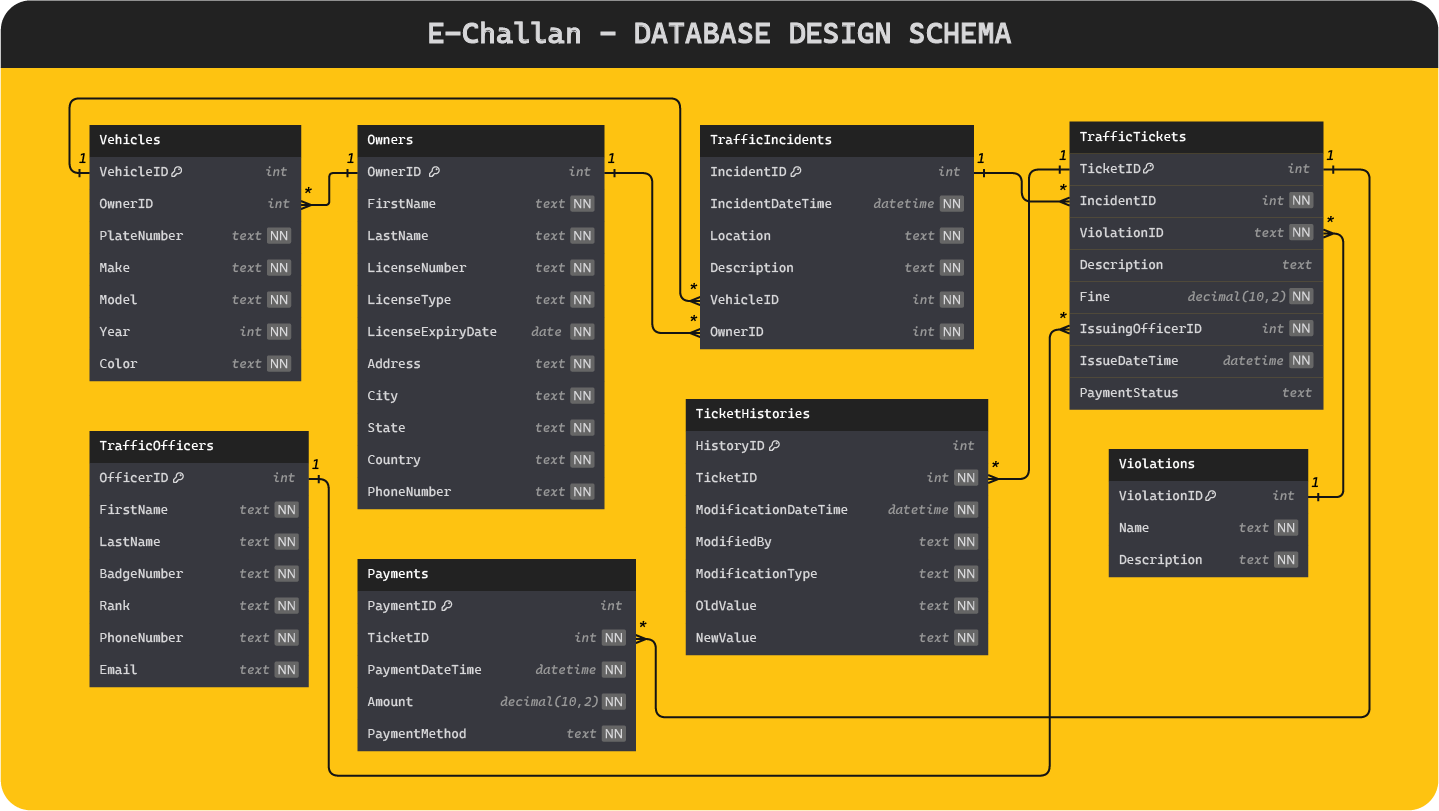 E-Challan - DATABASE DESIGN SCHEMA
Vehicles
1 VehicleID int
OwnerID int *
PlateNumber text NN
Make text NN
Model text NN
Year int NN
Color text NN
Owners
1 OwnerID int 1
FirstName text NN
LastName text NN
LicenseNumber text NN
LicenseType text NN
LicenseExpiryDate date NN
Address text NN
City text NN
State text NN
Country text NN
PhoneNumber text NN
TrafficIncidents
IncidentID int 1
IncidentDateTime datetime NN
Location text NN
Description text NN
* VehicleID int NN
* OwnerID int NN
TrafficTickets
1 TicketID int 1
* IncidentID int NN
ViolationID text NN *
Description text
Fine decimal(10,2) NN
* IssuingOfficerID int NN
IssueDateTime datetime NN
PaymentStatus text
TrafficOfficers
OfficerID int 1
FirstName text NN
LastName text NN
BadgeNumber text NN
Rank text NN
PhoneNumber text NN
Email text NN
Payments
PaymentID int
TicketID int NN *
PaymentDateTime datetime NN
Amount decimal(10,2) NN
PaymentMethod text NN
TicketHistories
HistoryID int
TicketID int NN *
ModificationDateTime datetime NN
ModifiedBy text NN
ModificationType text NN
OldValue text NN
NewValue text NN
Violations
ViolationID int 1
Name text NN
Description text NN